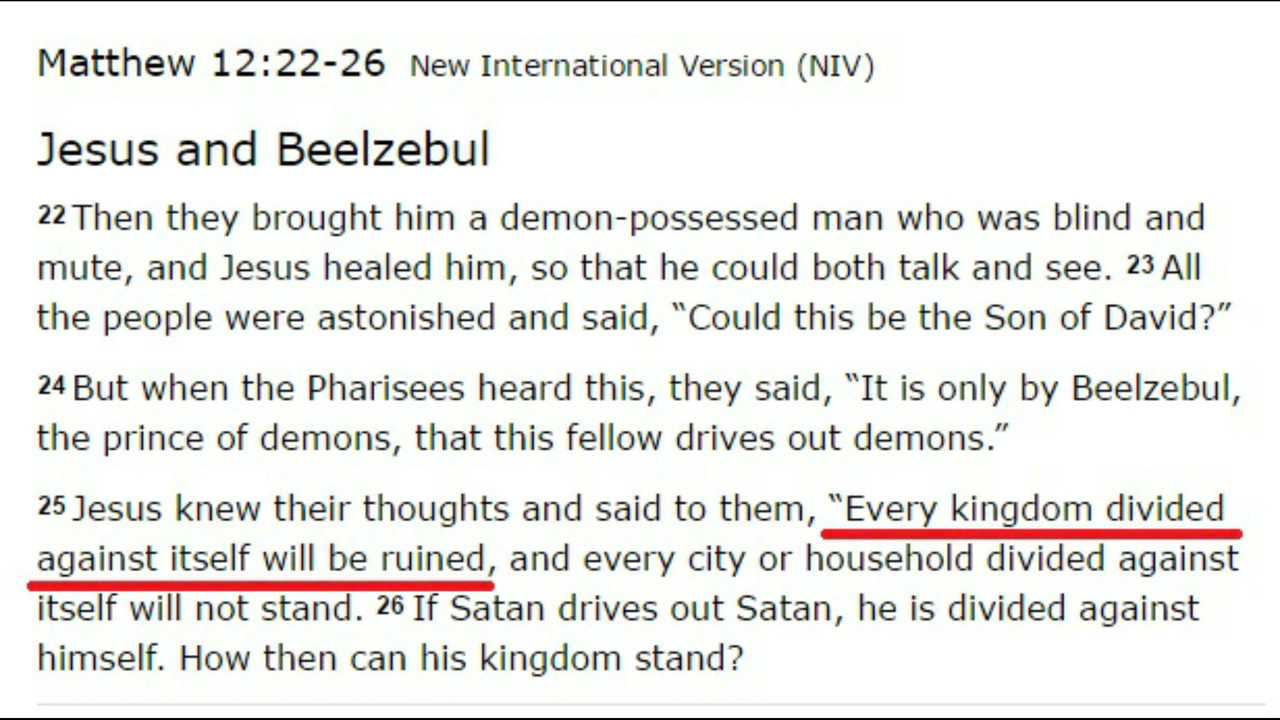 Matthew 12:22-26 New International Version (NIV)
Jesus and Beelzebul
22 Then they brought him a demon-possessed man who was blind and
mute, and Jesus healed him, so that he could both talk and see. 23 All
the people were astonished and said, “Could this be the Son of David?”
24 But when the Pharisees heard this, they said, “It is only by Beelzebul,
the prince of demons, that this fellow drives out demons.”
25 Jesus knew their thoughts and said to them, “Every kingdom divided
against itself will be ruined, and every city or household divided against
itself will not stand. 26 If Satan drives out Satan, he is divided against
himself. How then can his kingdom stand?